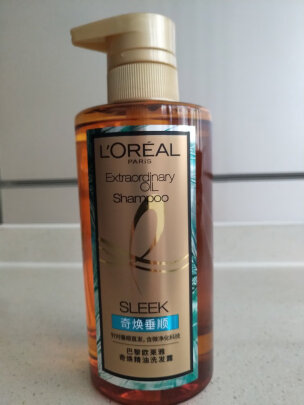 L'ORÉAL
PARIS
Extraordinary
OIL
Shampoo
SLEEK
奇焕垂顺
巴黎欧莱雅
奇焕精油洗发露